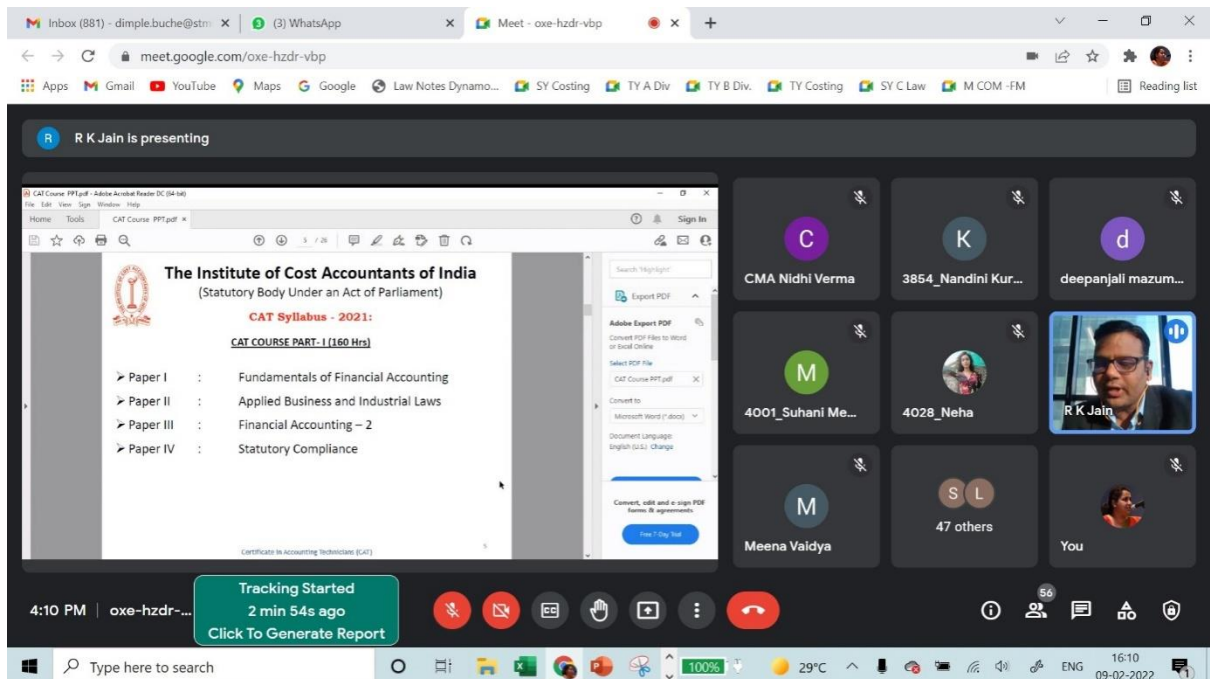 Inbox (881) - dimple.buche@stm
(3) WhatsApp
Meet - oxe-hzdr-vbp
meet.google.com/oxe-hzdr-vbp
Apps
Gmail
YouTube
Maps
Google
Law Notes Dynamo...
SY Costing
TY A Div
TY B Div.
TY Costing
SY C Law
M COM -FM
Reading list
R
R K Jain is presenting
CAT Course PPT.pdf - Adobe Acrobat Reader DC (64-bit)
File Edit View Sign Window Help
Home Tools CAT Course PPT.pdf ×
Sign In
5 / 26
The Institute of Cost Accountants of India
(Statutory Body Under an Act of Parliament)
CAT Syllabus - 2021:
CAT COURSE PART- I (160 Hrs)
➢ Paper I : Fundamentals of Financial Accounting
➢ Paper II : Applied Business and Industrial Laws
➢ Paper III : Financial Accounting – 2
➢ Paper IV : Statutory Compliance
Certificate in Accounting Technicians (CAT)
5
Search 'Highlight'
Export PDF
Adobe Export PDF
Convert PDF Files to Word
or Excel Online
Select PDF File
CAT Course PPT.pdf
Convert to
Microsoft Word (*.docx)
Document Language:
English (U.S.) Change
Convert, edit and e-sign PDF
forms & agreements
Free 7-Day Trial
C
CMA Nidhi Verma
K
3854_Nandini Kur...
d
deepanjali mazum...
M
4001_Suhani Me...
4028_Neha
R K Jain
M
Meena Vaidya
S L
47 others
You
4:10 PM | oxe-hzdr-...
Tracking Started
2 min 54s ago
Click To Generate Report
56
Type here to search
100%
29°C
ENG
16:10
09-02-2022
1